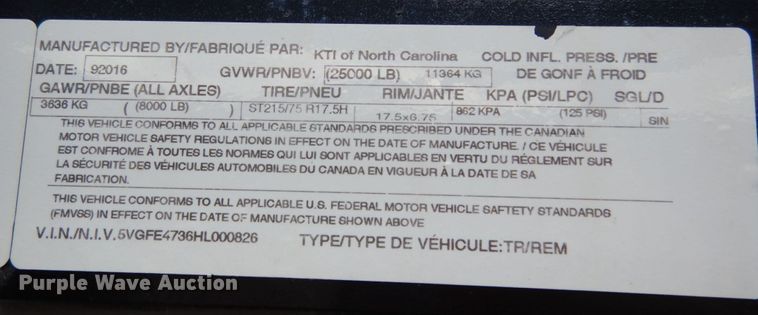 MANUFACTURED BY/FABRIQUÉ PAR: KTI of North Carolina COLD INFL. PRESS. /PRE
DATE: 92016 GVWR/PNBV: (25000 LB) 11364 KG DE GONF À FROID
GAWR/PNBE (ALL AXLES) TIRE/PNEU RIM/JANTE KPA (PSI/LPC) SGL/D
3636 KG (8000 LB) ST215/75 R17.5H 17.5x6.75 862 KPA (125 PSI) SIN
THIS VEHICLE CONFORMS TO ALL APPLICABLE STANDARDS PRESCRIBED UNDER THE CANADIAN
MOTOR VEHICLE SAFETY REGULATIONS IN EFFECT ON THE DATE OF MANUFACTURE. / CE VÉHICULE
EST CONFROME À TOUTES LES NORMES QUI LUI SONT APPLICABLES EN VERTU DU RÉGLEMENT SUR
LA SÉCURITÉ DES VÉHICULES AUTOMOBILES DU CANADA EN VIGUEUR À LA DATE DE SA
FABRICATION.
THIS VEHICLE CONFORMS TO ALL APPLICABLE U.S. FEDERAL MOTOR VEHICLE SAFETY STANDARDS
(FMVSS) IN EFFECT ON THE DATE OF MANUFACTURE SHOWN ABOVE
V.I.N./N.I.V. 5VGFE4736HL000826 TYPE/TYPE DE VÉHICULE:TR/REM
Purple Wave Auction